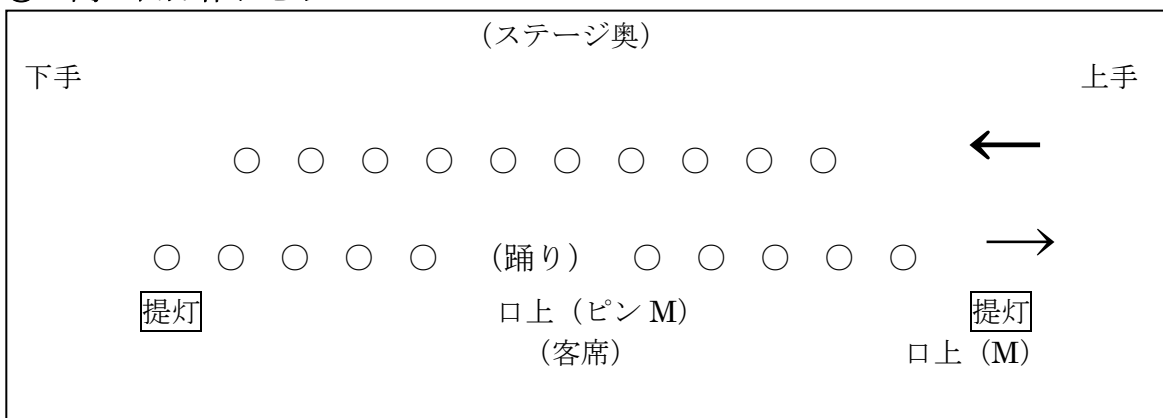 （ステージ奥）
下手 上手
○ ○ ○ ○ ○ ○ ○ ○ ○ ○ ←
○ ○ ○ ○ ○ （踊り） ○ ○ ○ ○ ○ →
提灯 口上（ピン M） 提灯
（客席） 口上（M）